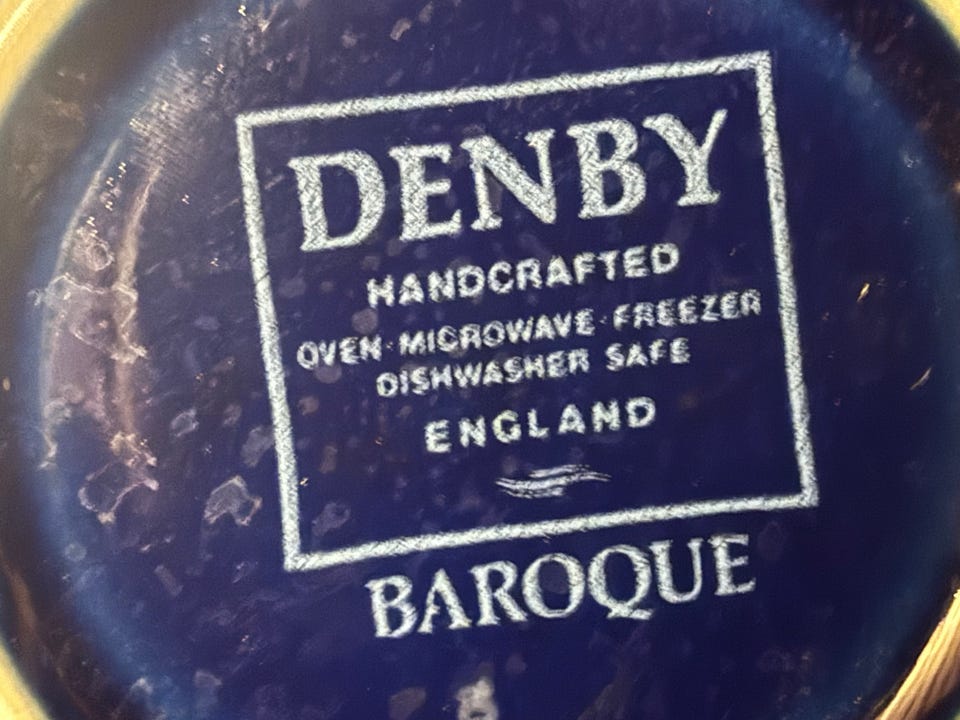 DENBY
HANDCRAFTED
OVEN·MICROWAVE·FREEZER
DISHWASHER SAFE
ENGLAND
BAROQUE